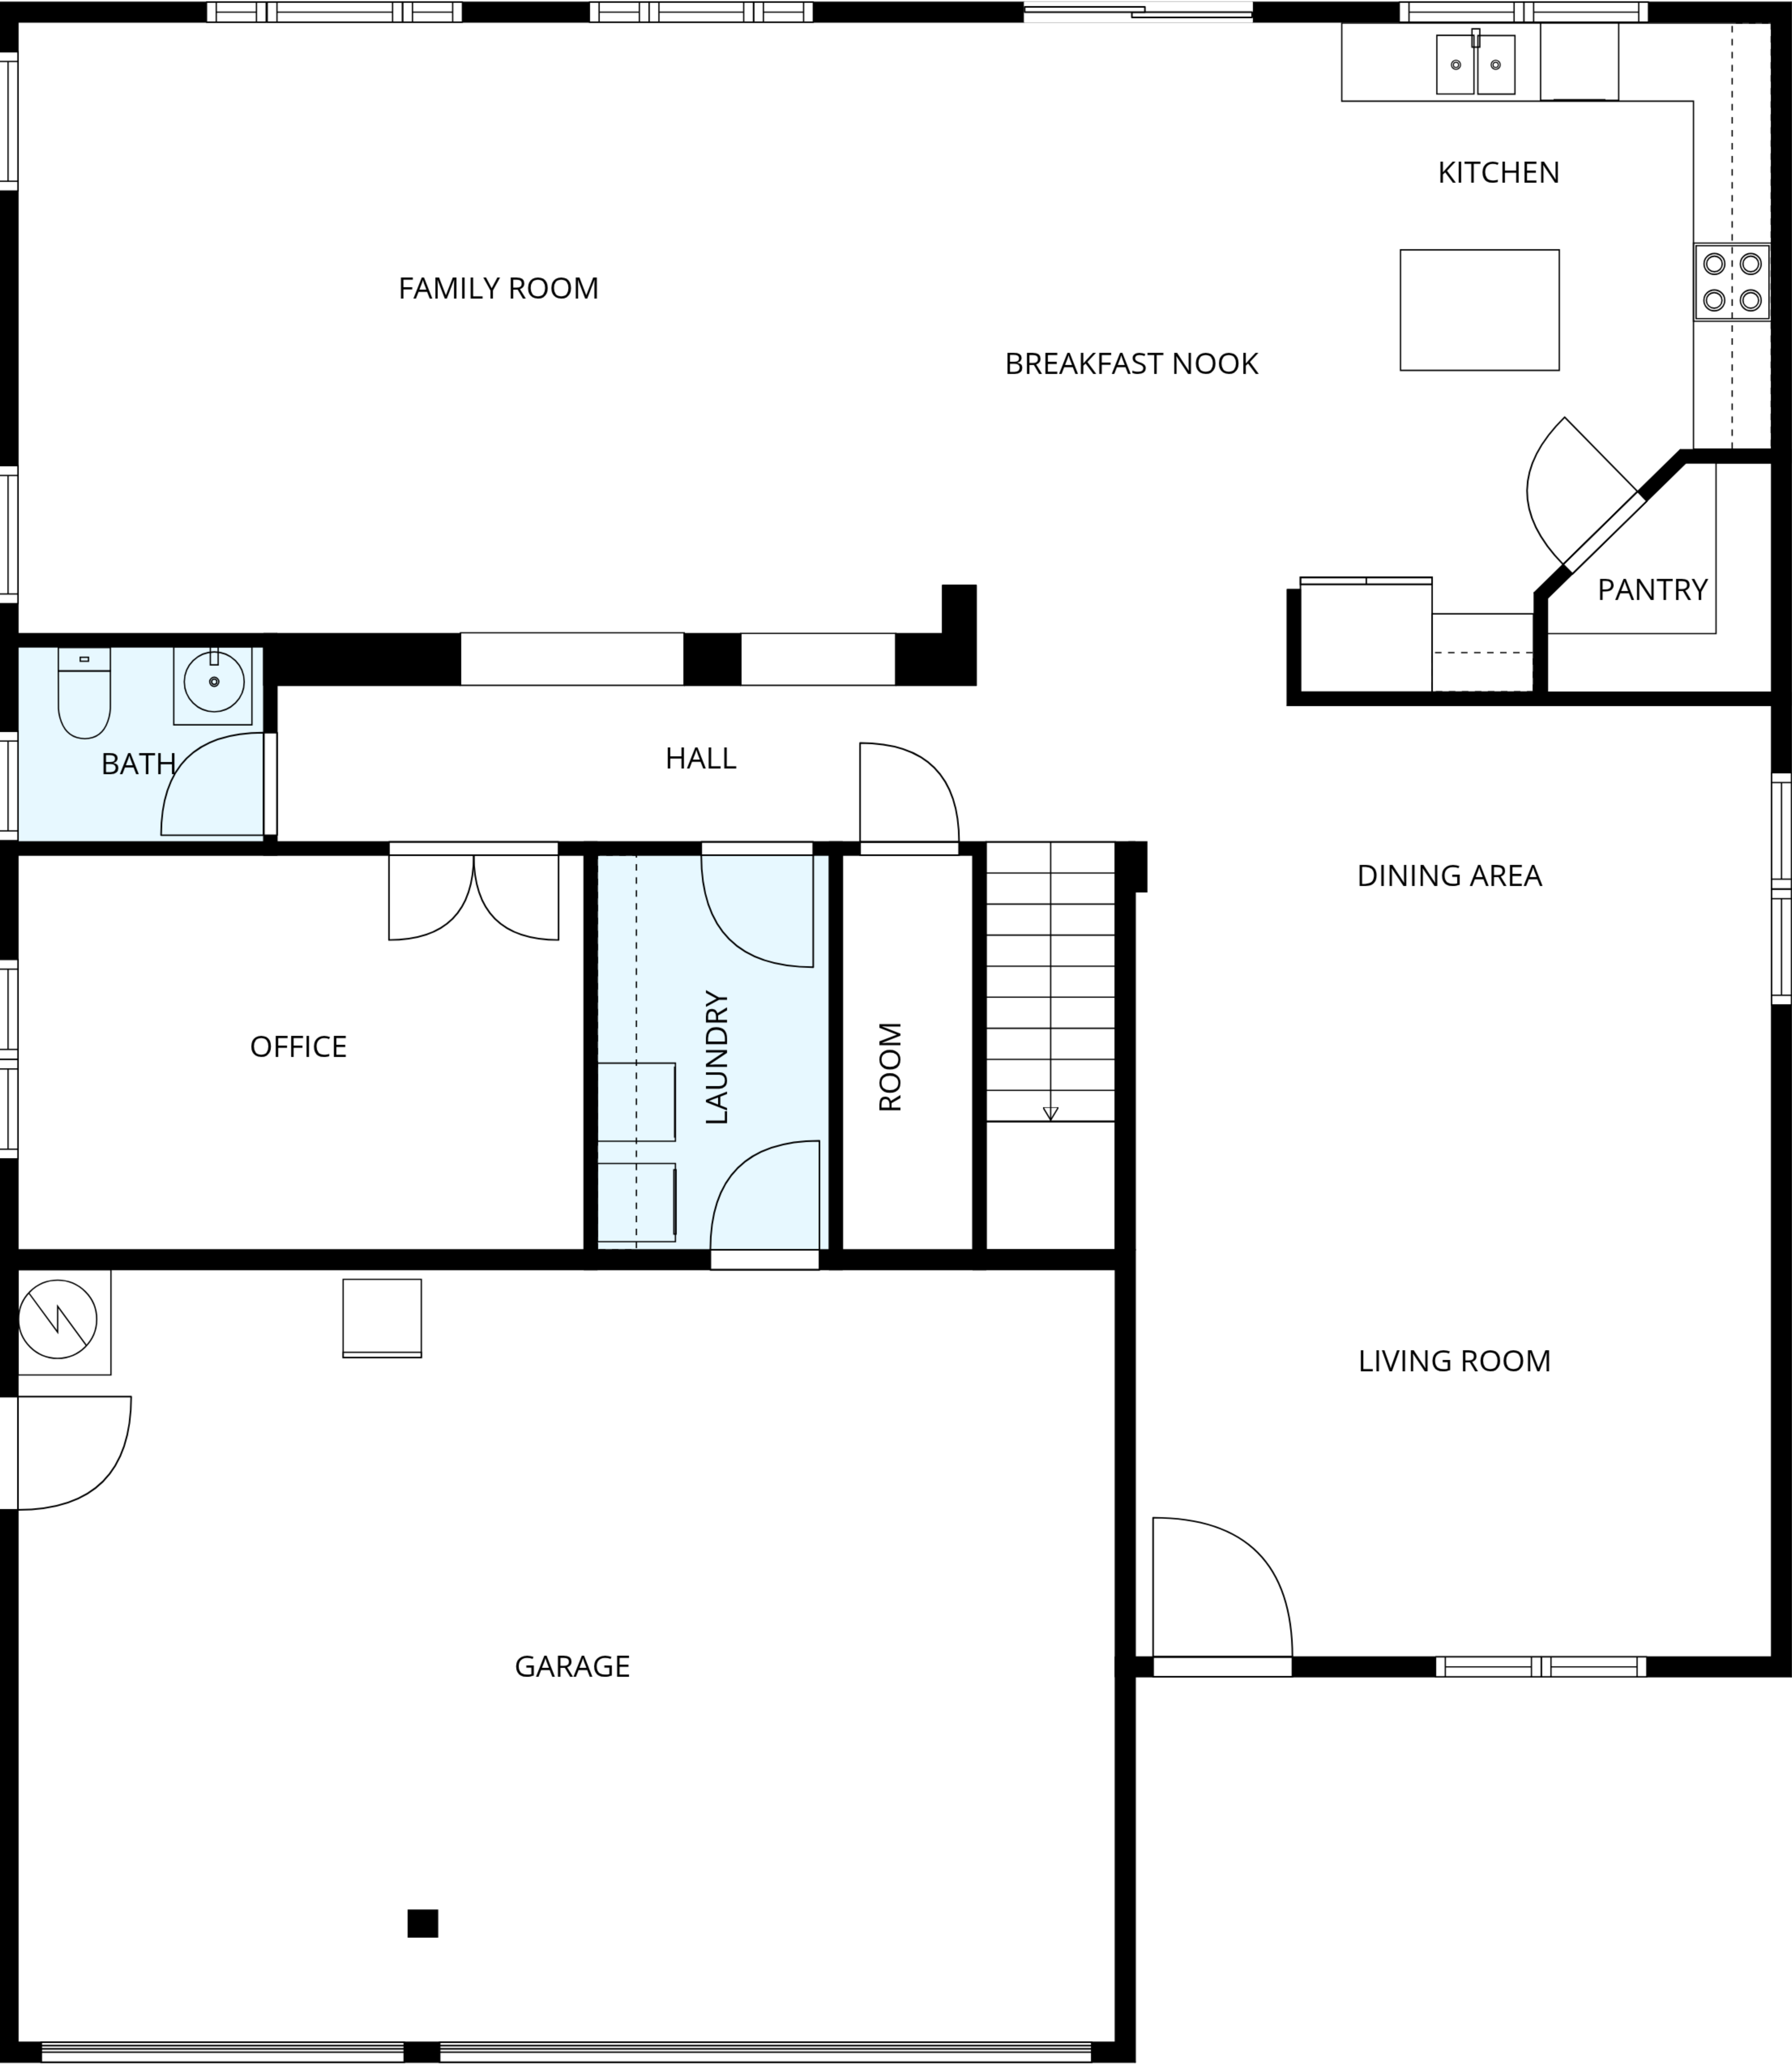 KITCHEN
FAMILY ROOM
BREAKFAST NOOK
PANTRY
BATH
HALL
DINING AREA
OFFICE
LAUNDRY
ROOM
LIVING ROOM
GARAGE